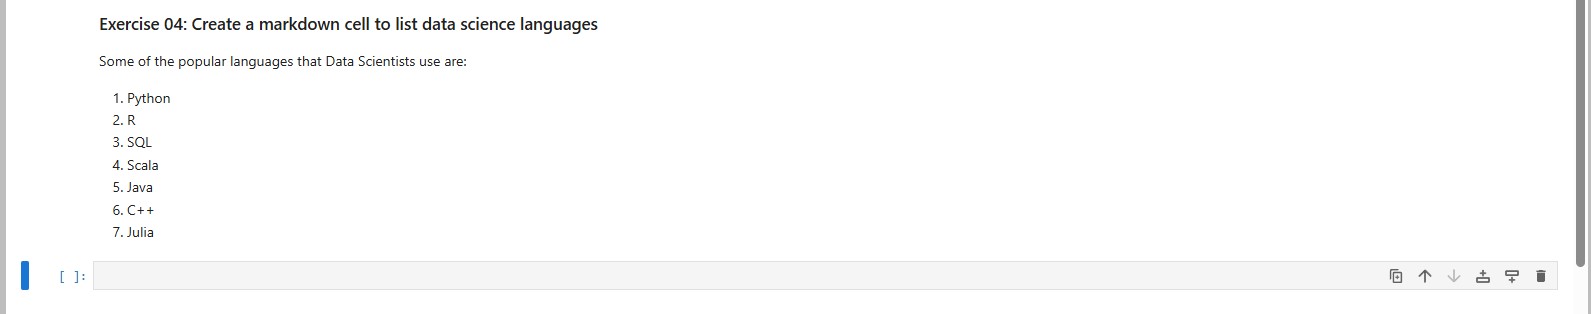 Exercise 04: Create a markdown cell to list data science languages
Some of the popular languages that Data Scientists use are:
1. Python
2. R
3. SQL
4. Scala
5. Java
6. C++
7. Julia
[ ]: